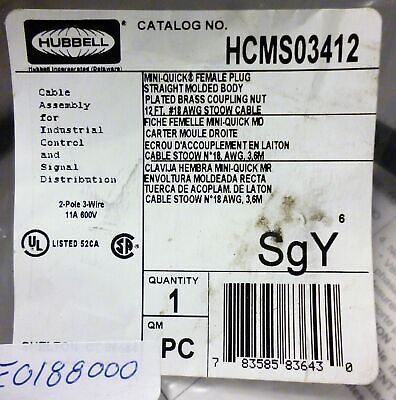 HUBBELL
Hubbell Incorporated (Delaware)
CATALOG NO.
HCMS03412
Cable
Assembly
for
Industrial
Control
and
Signal
Distribution
2-Pole 3-Wire
11A 600V
UL LISTED 52CA SA
MINI-QUICK® FEMALE PLUG
STRAIGHT MOLDED BODY
PLATED BRASS COUPLING NUT
12 FT. #18 AWG STOOW CABLE
FICHE FEMELLE MINI-QUICK MD
CARTER MOULE DROITE
ECROU D'ACCOUPLEMENT EN LAITON
CABLE STOOW N°18, AWG, 3,6M
CLAVIJA HEMBRA MINI-QUICK MR
ENVOLTURA MOLDEADA RECTA
TUERCA DE ACOPLAM. DE LATON
CABLE STOOW N°18 AWG, 3,6M
6
SgY
QUANTITY
1
QM
PC
7 83585 83643 0
E0188000